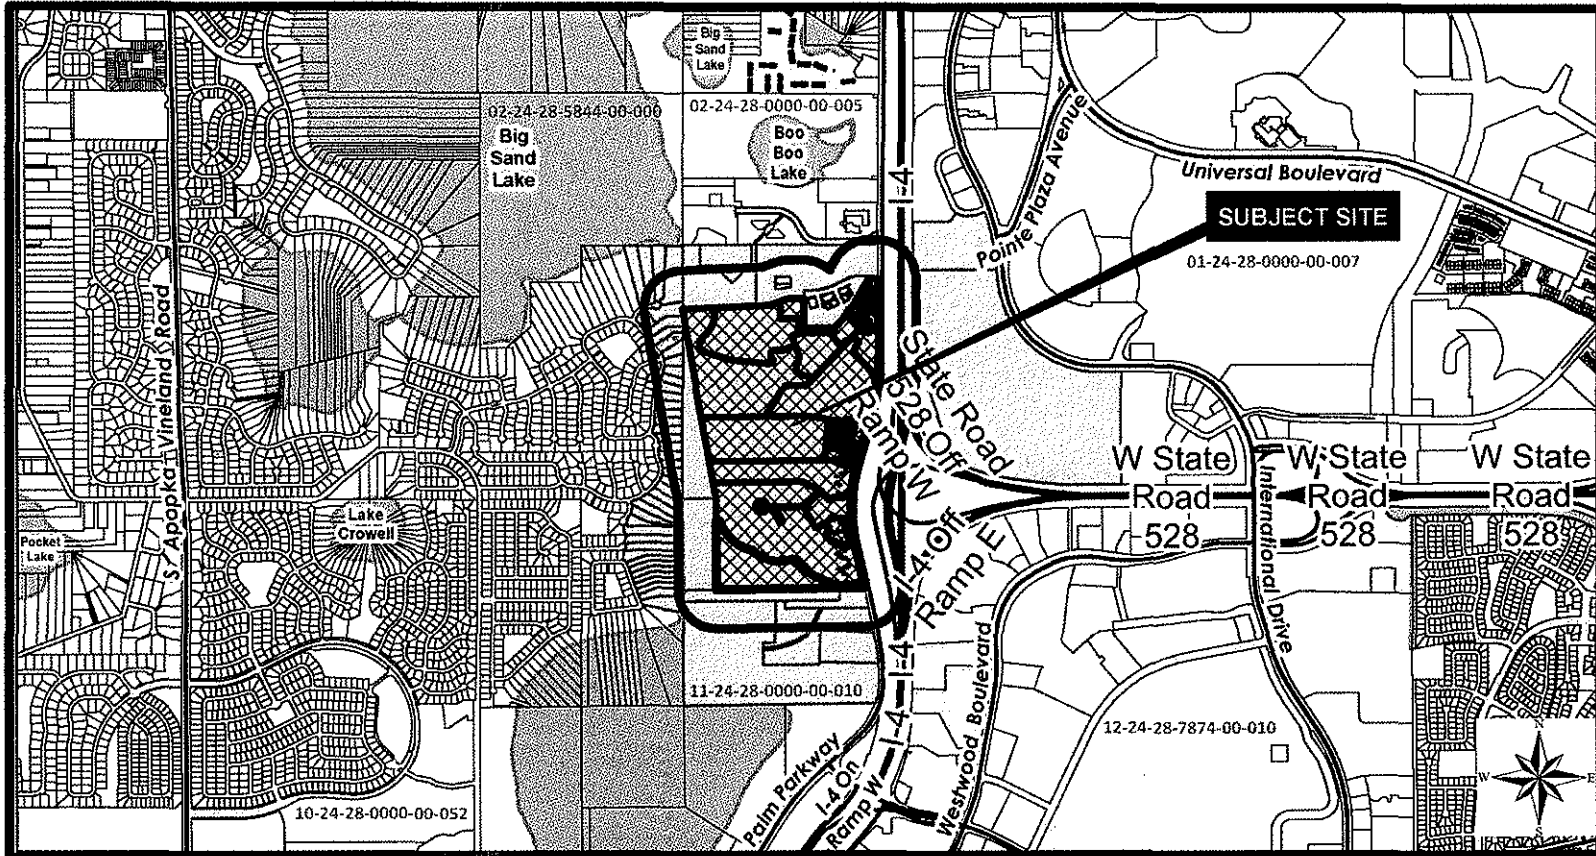 Big
Sand
Lake
02-24-28-5844-00-000
02-24-28-0000-00-005
Big
Sand
Lake
Boo
Boo
Lake
I-4
Pointe Plaza Avenue
Universal Boulevard
SUBJECT SITE
01-24-28-0000-00-007
S Apopka Vineland Road
State Road
528 Off
Ramp W
W State
Road
528
W State
Road
528
W State
Road
528
International Drive
Lake
Crowell
Pocket
Lake
I-4 Off
Ramp E
I-4
I-4
11-24-28-0000-00-010
Westwood Boulevard
12-24-28-7874-00-010
Palm Parkway
I-4 On
Ramp W
10-24-28-0000-00-052
N
W
E
S